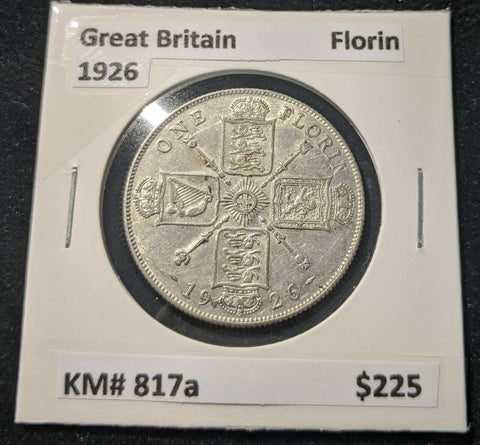 Great Britain Florin
1926
ONE FLORIN
1926
KM# 817a $225